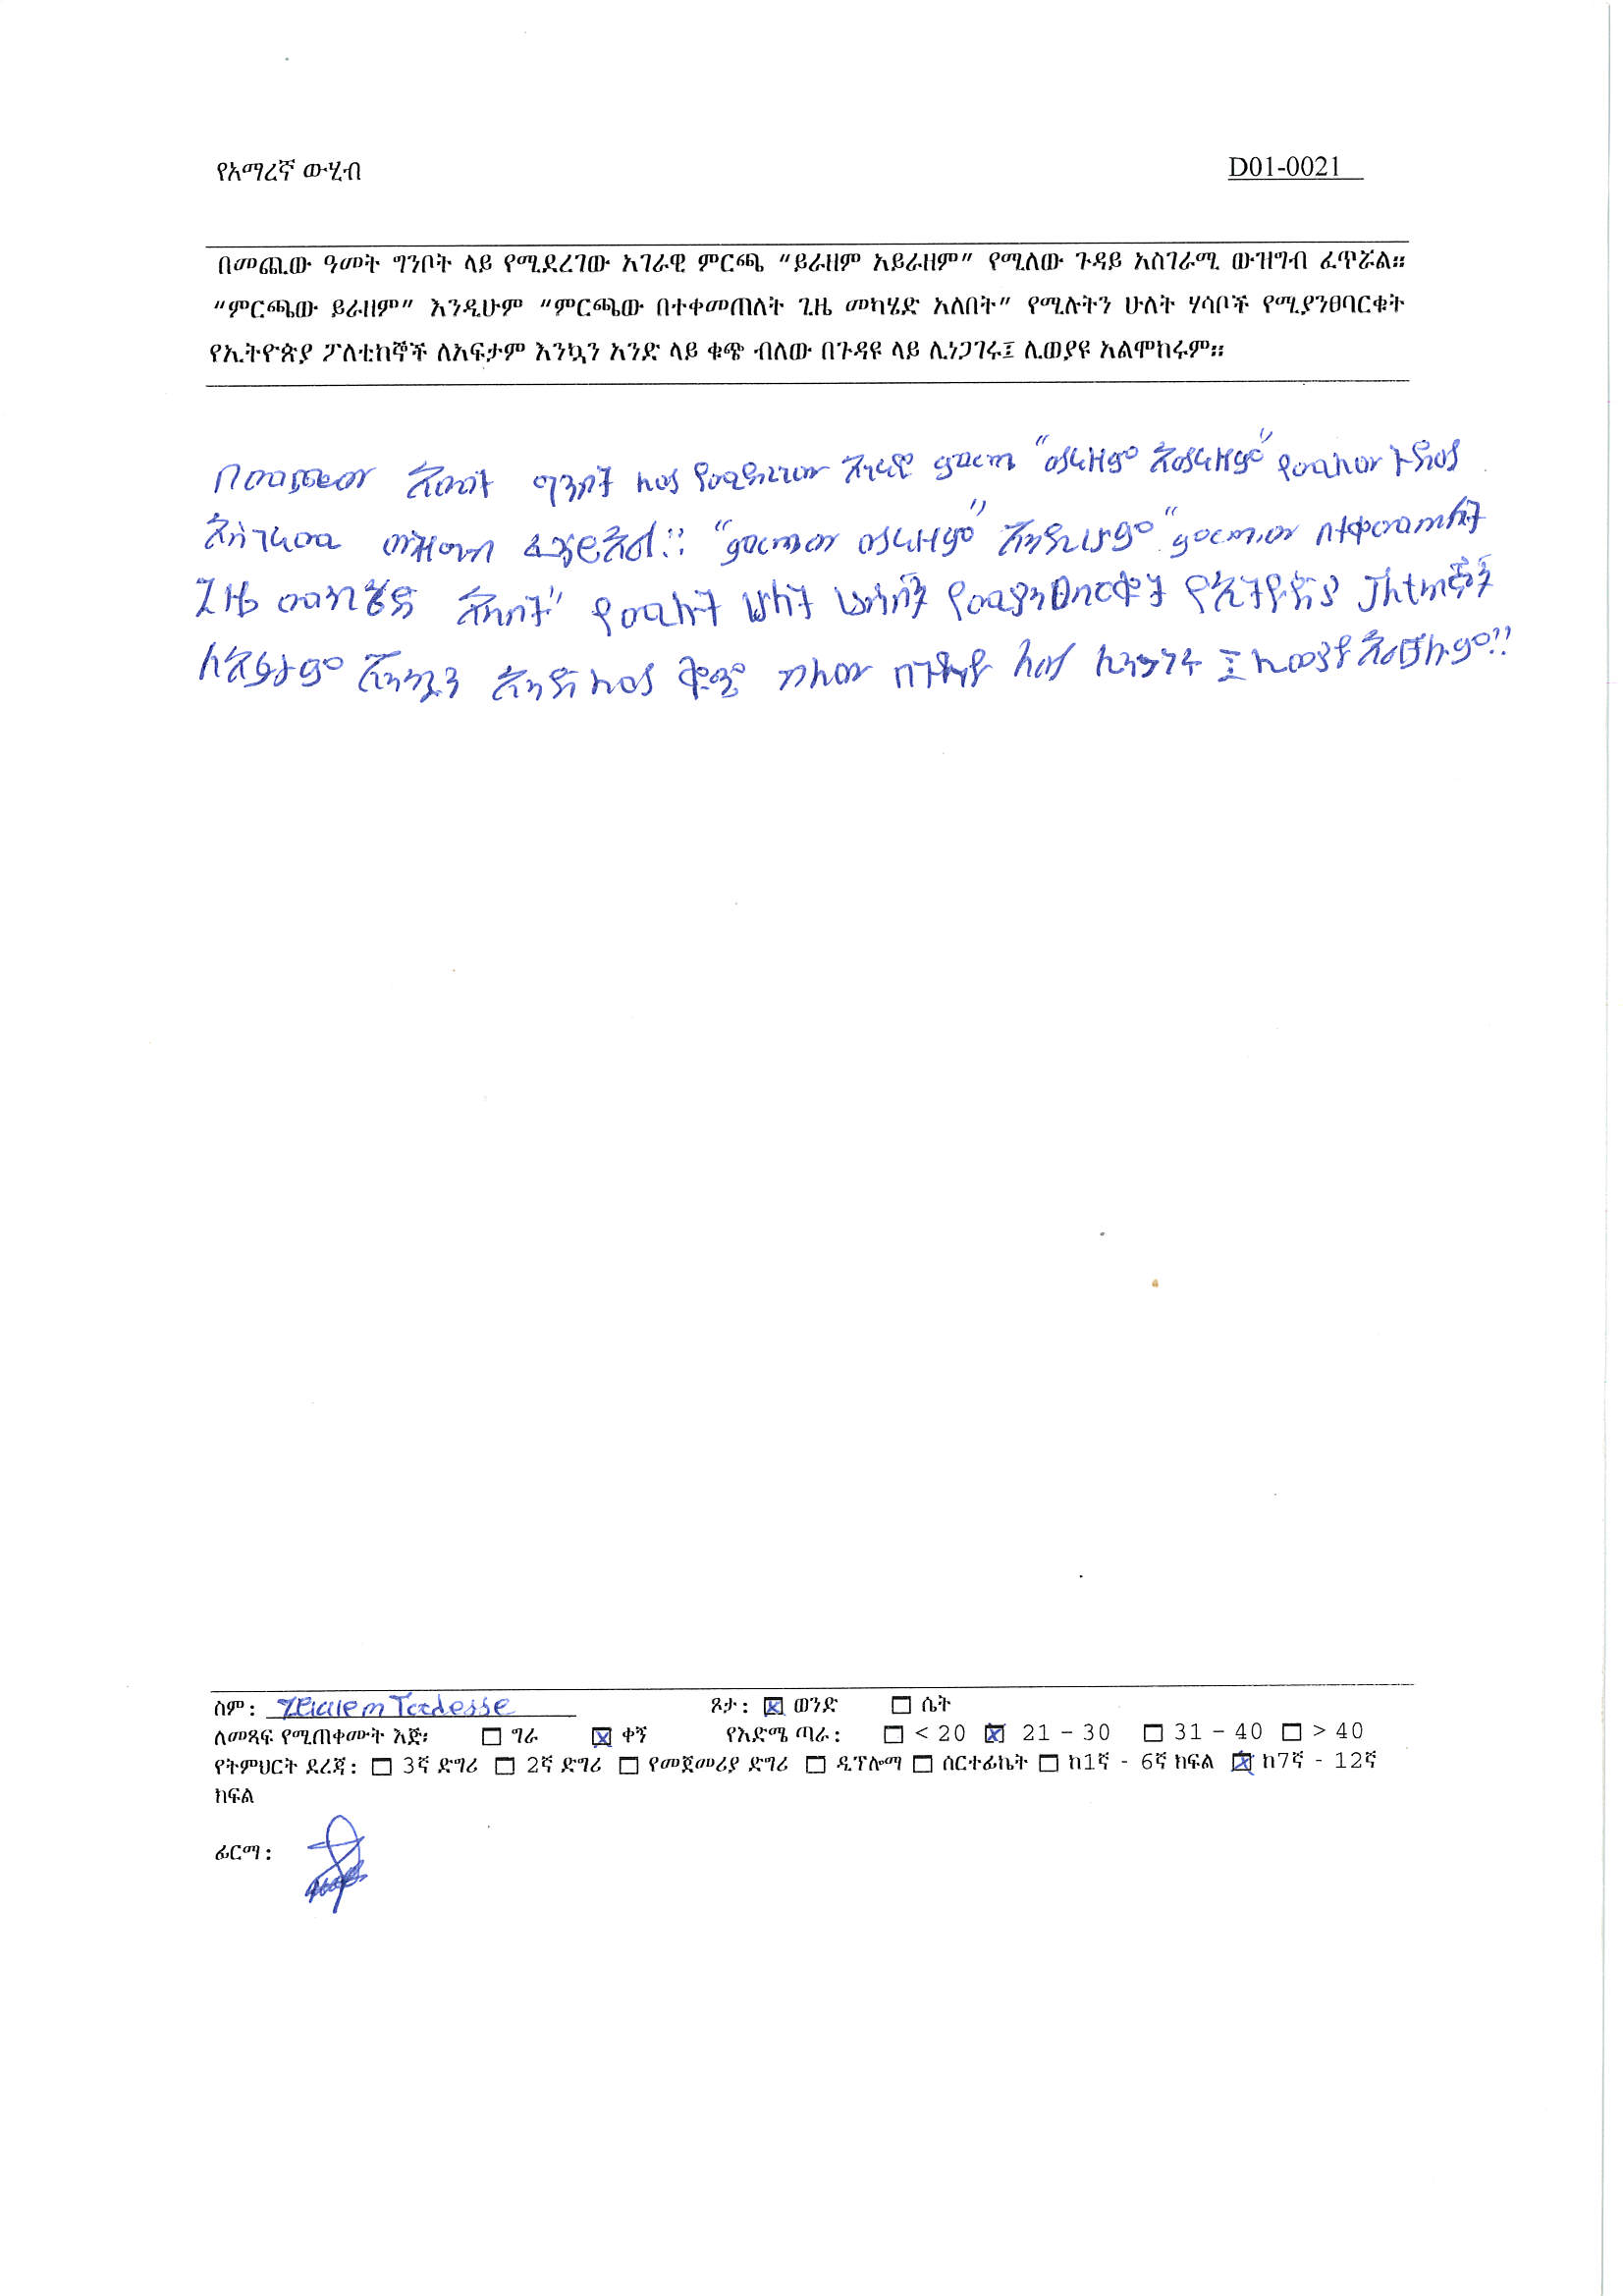 የአማረኛ ውሂብ D01-0021
በመጪው ዓመት ግንቦት ላይ የሚደረገው አገራዊ ምርጫ “ይራዘም አይራዘም” የሚለው ጉዳይ አስገራሚ ውዝግብ ፈጥሯል።
“ምርጫው ይራዘም” እንዲሁም “ምርጫው በተቀመጠለት ጊዜ መካሄድ አለበት” የሚሉትን ሁለት ሃሳቦች የሚያንፀባርቁት
የኢትዮጵያ ፖለቲከኞች ለአፍታም እንኳን አንድ ላይ ቁጭ ብለው በጉዳዩ ላይ ሊነጋገሩ፤ ሊወያዩ አልሞከሩም።
በመጪው አመት ግንቦት ላይ የሚደረገው አገራዊ ምርጫ “ይራዘም አይራዘም” የሚለው ጉዳይ
አስገራሚ ውዝግብ ። “ምርጫው ይራዘም” እንዲሁም “ምርጫው በተቀመጠለት
ጊዜ መካሄድ አለበት” የሚሉት ሁለት የሚያንፀባርቁት የኢትዮጵያ
ለአፍታም እንኳን አንድ ላይ ቁጭ ብለው በጉዳዩ ላይ ሊነጋገሩ ፤ ሊወያዩ አልሞከሩም።
ስም: Zelalem Tadesse ጾታ: ☒ ወንድ ☐ ሴት
ለመጻፍ የሚጠቀሙት እጅ፡ ☐ ግራ ☒ ቀኝ የእድሜ ጣራ: ☐ < 20 ☒ 21 – 30 ☐ 31 – 40 ☐ > 40
የትምህርት ደረጃ: ☐ 3ኛ ድግሪ ☐ 2ኛ ድግሪ ☐ የመጀመሪያ ድግሪ ☐ ዲፕሎማ ☐ ሰርተፊኬት ☐ ከ1ኛ - 6ኛ ክፍል ☒ ከ7ኛ - 12ኛ
ክፍል
ፊርማ: